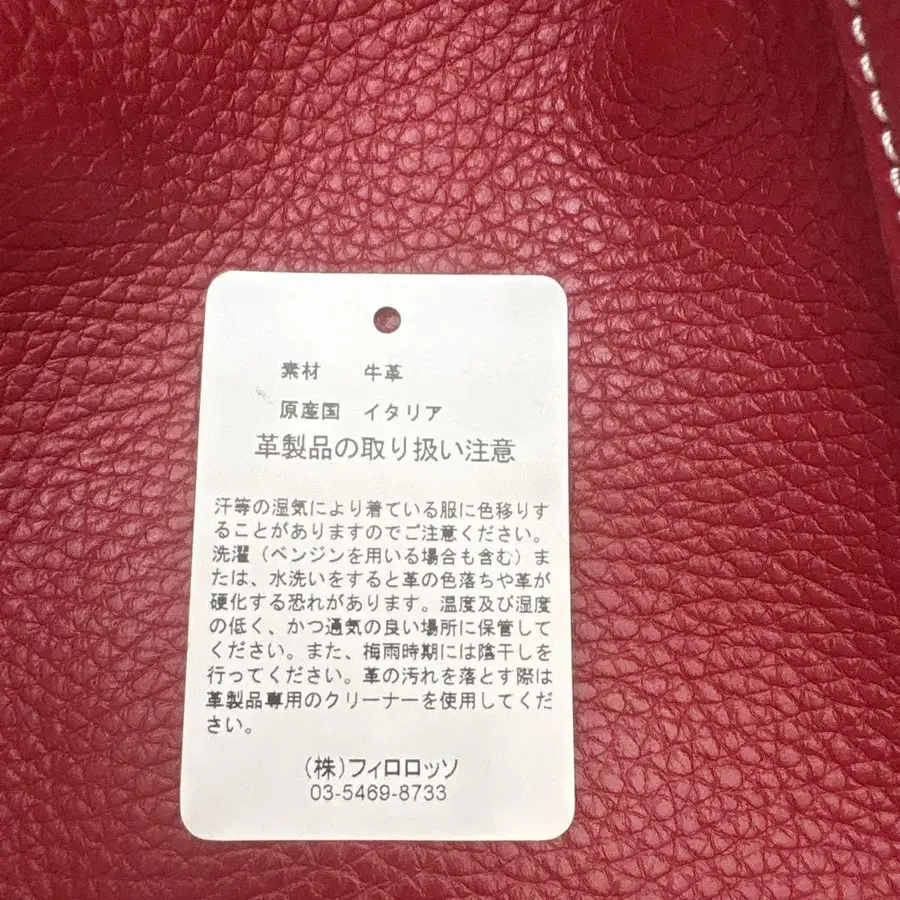 素材　牛革
原産国　イタリア
革製品の取り扱い注意
汗等の湿気により着ている服に色移りす
ることがありますのでご注意ください。
洗濯（ベンジンを用いる場合も含む）ま
たは、水洗いをすると革の色落ちや革が
硬化する恐れがあります。温度及び湿度
の低く、かつ通気の良い場所に保管して
ください。また、梅雨時期には陰干しを
行ってください。革の汚れを落とす際は
革製品専用のクリーナーを使用してくだ
さい。
（株）フィロロッソ
03-5469-8733